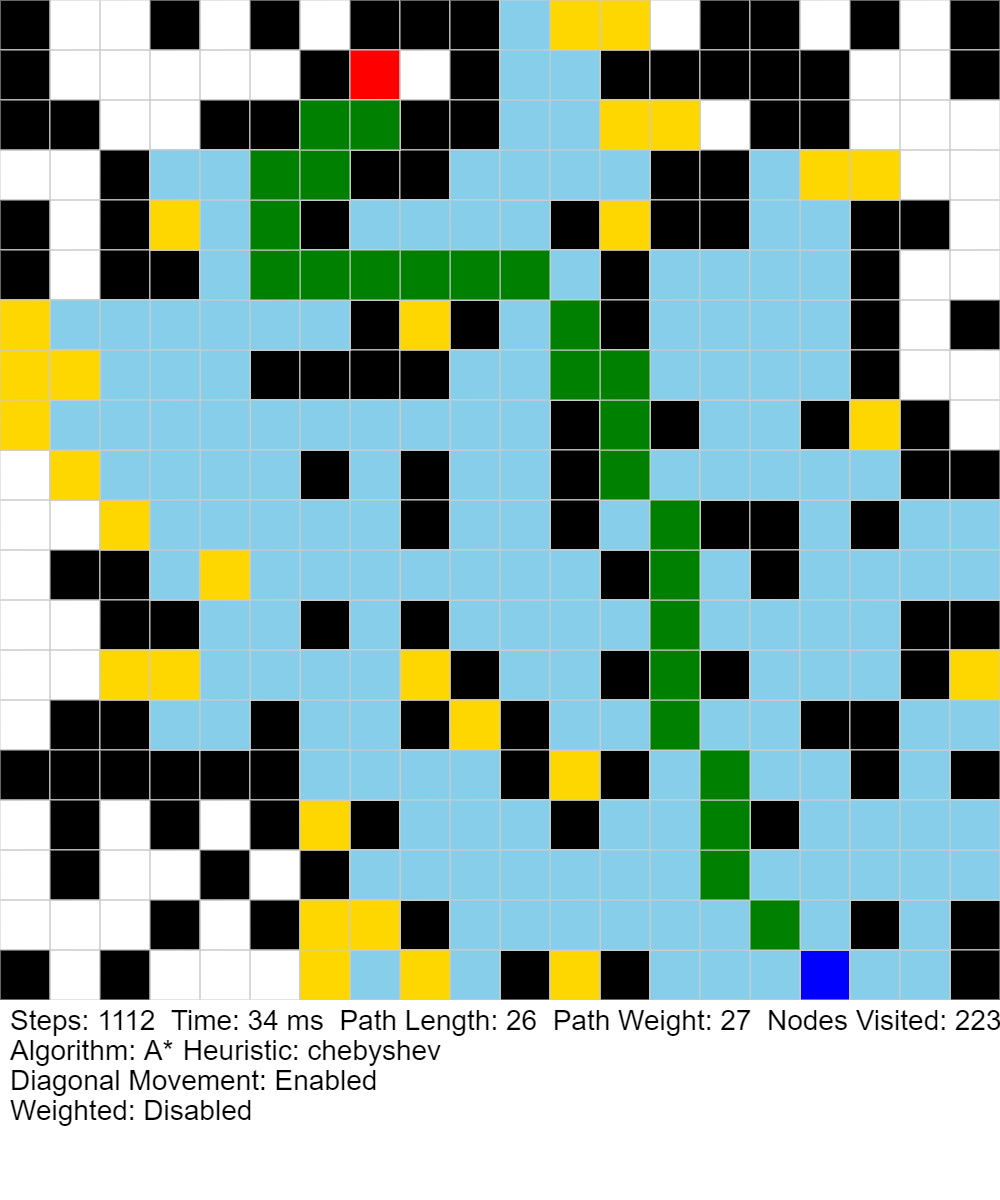 Steps: 1112  Time: 34 ms  Path Length: 26  Path Weight: 27  Nodes Visited: 223
Algorithm: A* Heuristic: chebyshev
Diagonal Movement: Enabled
Weighted: Disabled